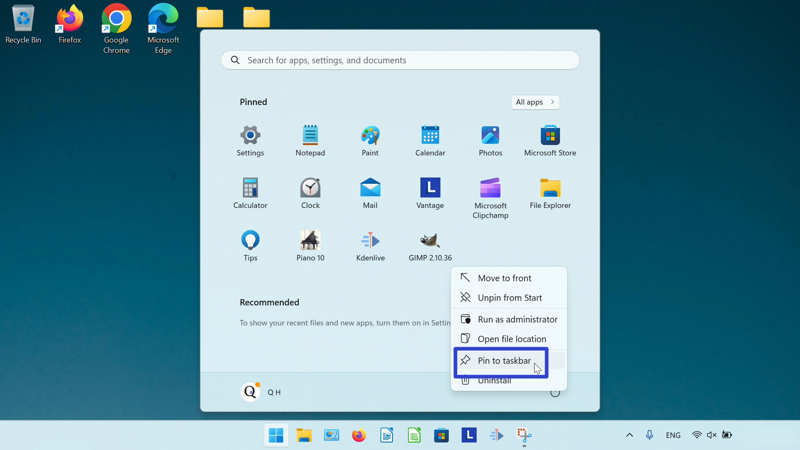 Recycle Bin
Firefox
Google
Chrome
Microsoft
Edge
Search for apps, settings, and documents
Pinned
All apps
Settings
Notepad
Paint
Calendar
Photos
Microsoft Store
Calculator
Clock
Mail
L
Vantage
Microsoft
Clipchamp
File Explorer
Tips
Piano 10
Kdenlive
GIMP 2.10.36
Move to front
Unpin from Start
Run as administrator
Open file location
Pin to taskbar
Uninstall
Recommended
To show your recent files and new apps, turn them on in Settin
Q
Q H
L
ENG